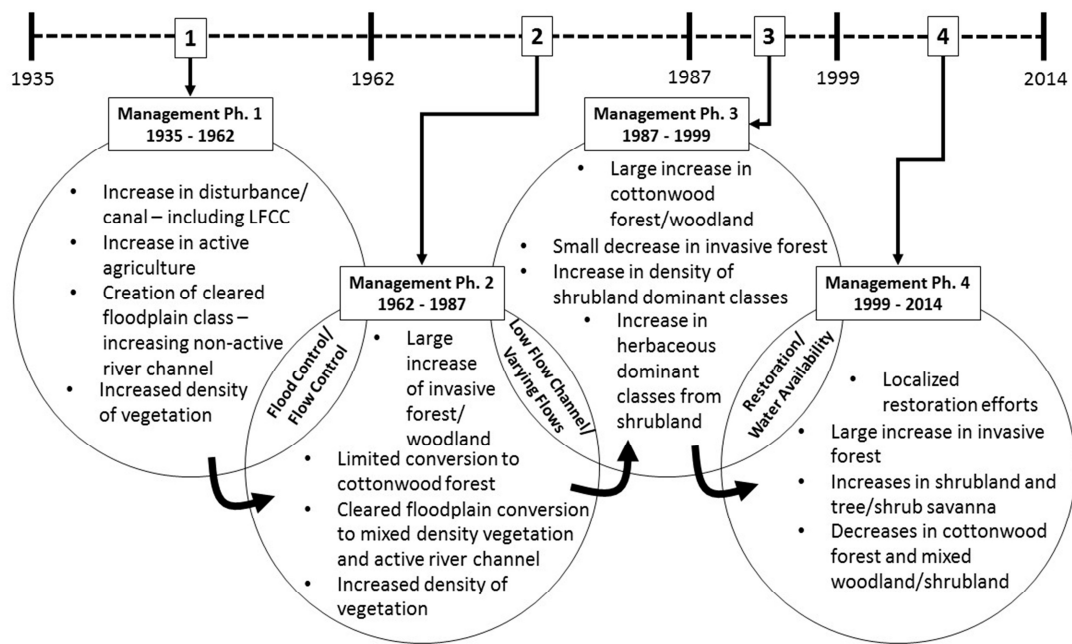 1
2
3
4
1935
1962
1987
1999
2014
Management Ph. 1
1935 - 1962
• Increase in disturbance/
canal – including LFCC
• Increase in active
agriculture
• Creation of cleared
floodplain class –
increasing non-active
river channel
• Increased density
of vegetation
Flood Control/
Flow Control
Management Ph. 2
1962 - 1987
• Large
increase
of invasive
forest/
woodland
• Limited conversion to
cottonwood forest
• Cleared floodplain conversion
to mixed density vegetation
and active river channel
• Increased density of
vegetation
Low Flow Channel/
Varying Flows
Management Ph. 3
1987 - 1999
• Large increase in
cottonwood
forest/woodland
• Small decrease in invasive forest
• Increase in density of
shrubland dominant classes
• Increase in
herbaceous
dominant
classes from
shrubland
Restoration/
Water Availability
Management Ph. 4
1999 - 2014
• Localized
restoration efforts
• Large increase in invasive
forest
• Increases in shrubland and
tree/shrub savanna
• Decreases in cottonwood
forest and mixed
woodland/shrubland